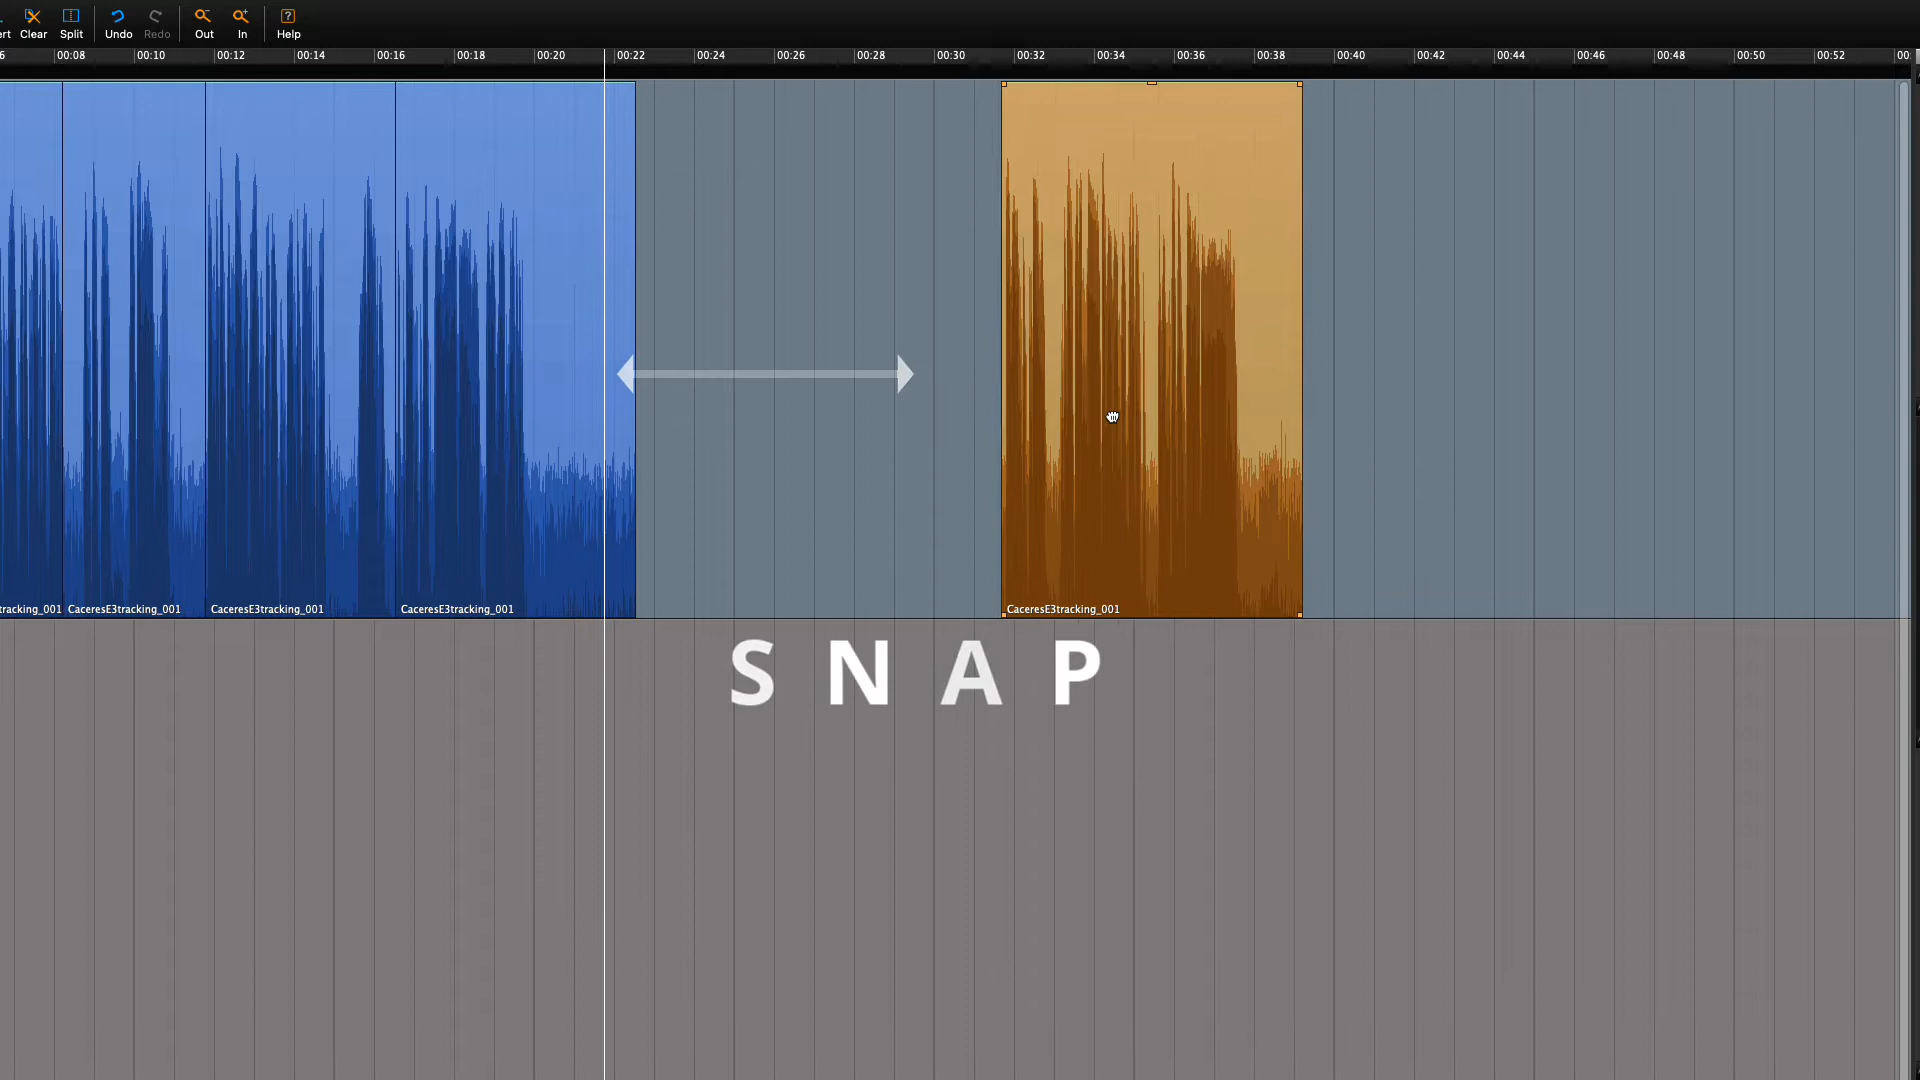 ert Clear Split Undo Redo Out In Help
6 00:08 00:10 00:12 00:14 00:16 00:18 00:20 00:22 00:24 00:26 00:28 00:30 00:32 00:34 00:36 00:38 00:40 00:42 00:44 00:46 00:48 00:50 00:52 00:
racking_001 CaceresE3tracking_001 CaceresE3tracking_001 CaceresE3tracking_001 CaceresE3tracking_001
S N A P